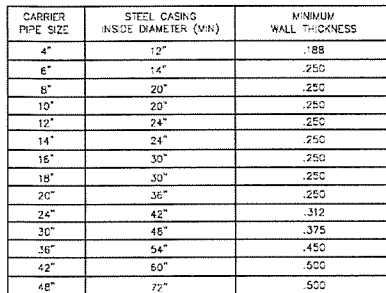 CARRIER PIPE SIZE | STEEL CASING INSIDE DIAMETER (MIN) | MINIMUM WALL THICKNESS
4" | 12" | .188
6" | 14" | .250
8" | 20" | .250
10" | 20" | .250
12" | 24" | .250
14" | 24" | .250
16" | 30" | .250
18" | 30" | .250
20" | 36" | .250
24" | 42" | .312
30" | 48" | .375
36" | 54" | .450
42" | 60" | .500
48" | 72" | .500